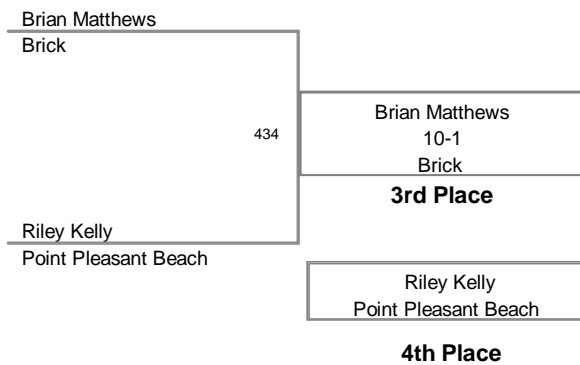 Brian Matthews
Brick
434
Brian Matthews
10-1
Brick
3rd Place
Riley Kelly
Point Pleasant Beach
Riley Kelly
Point Pleasant Beach
4th Place